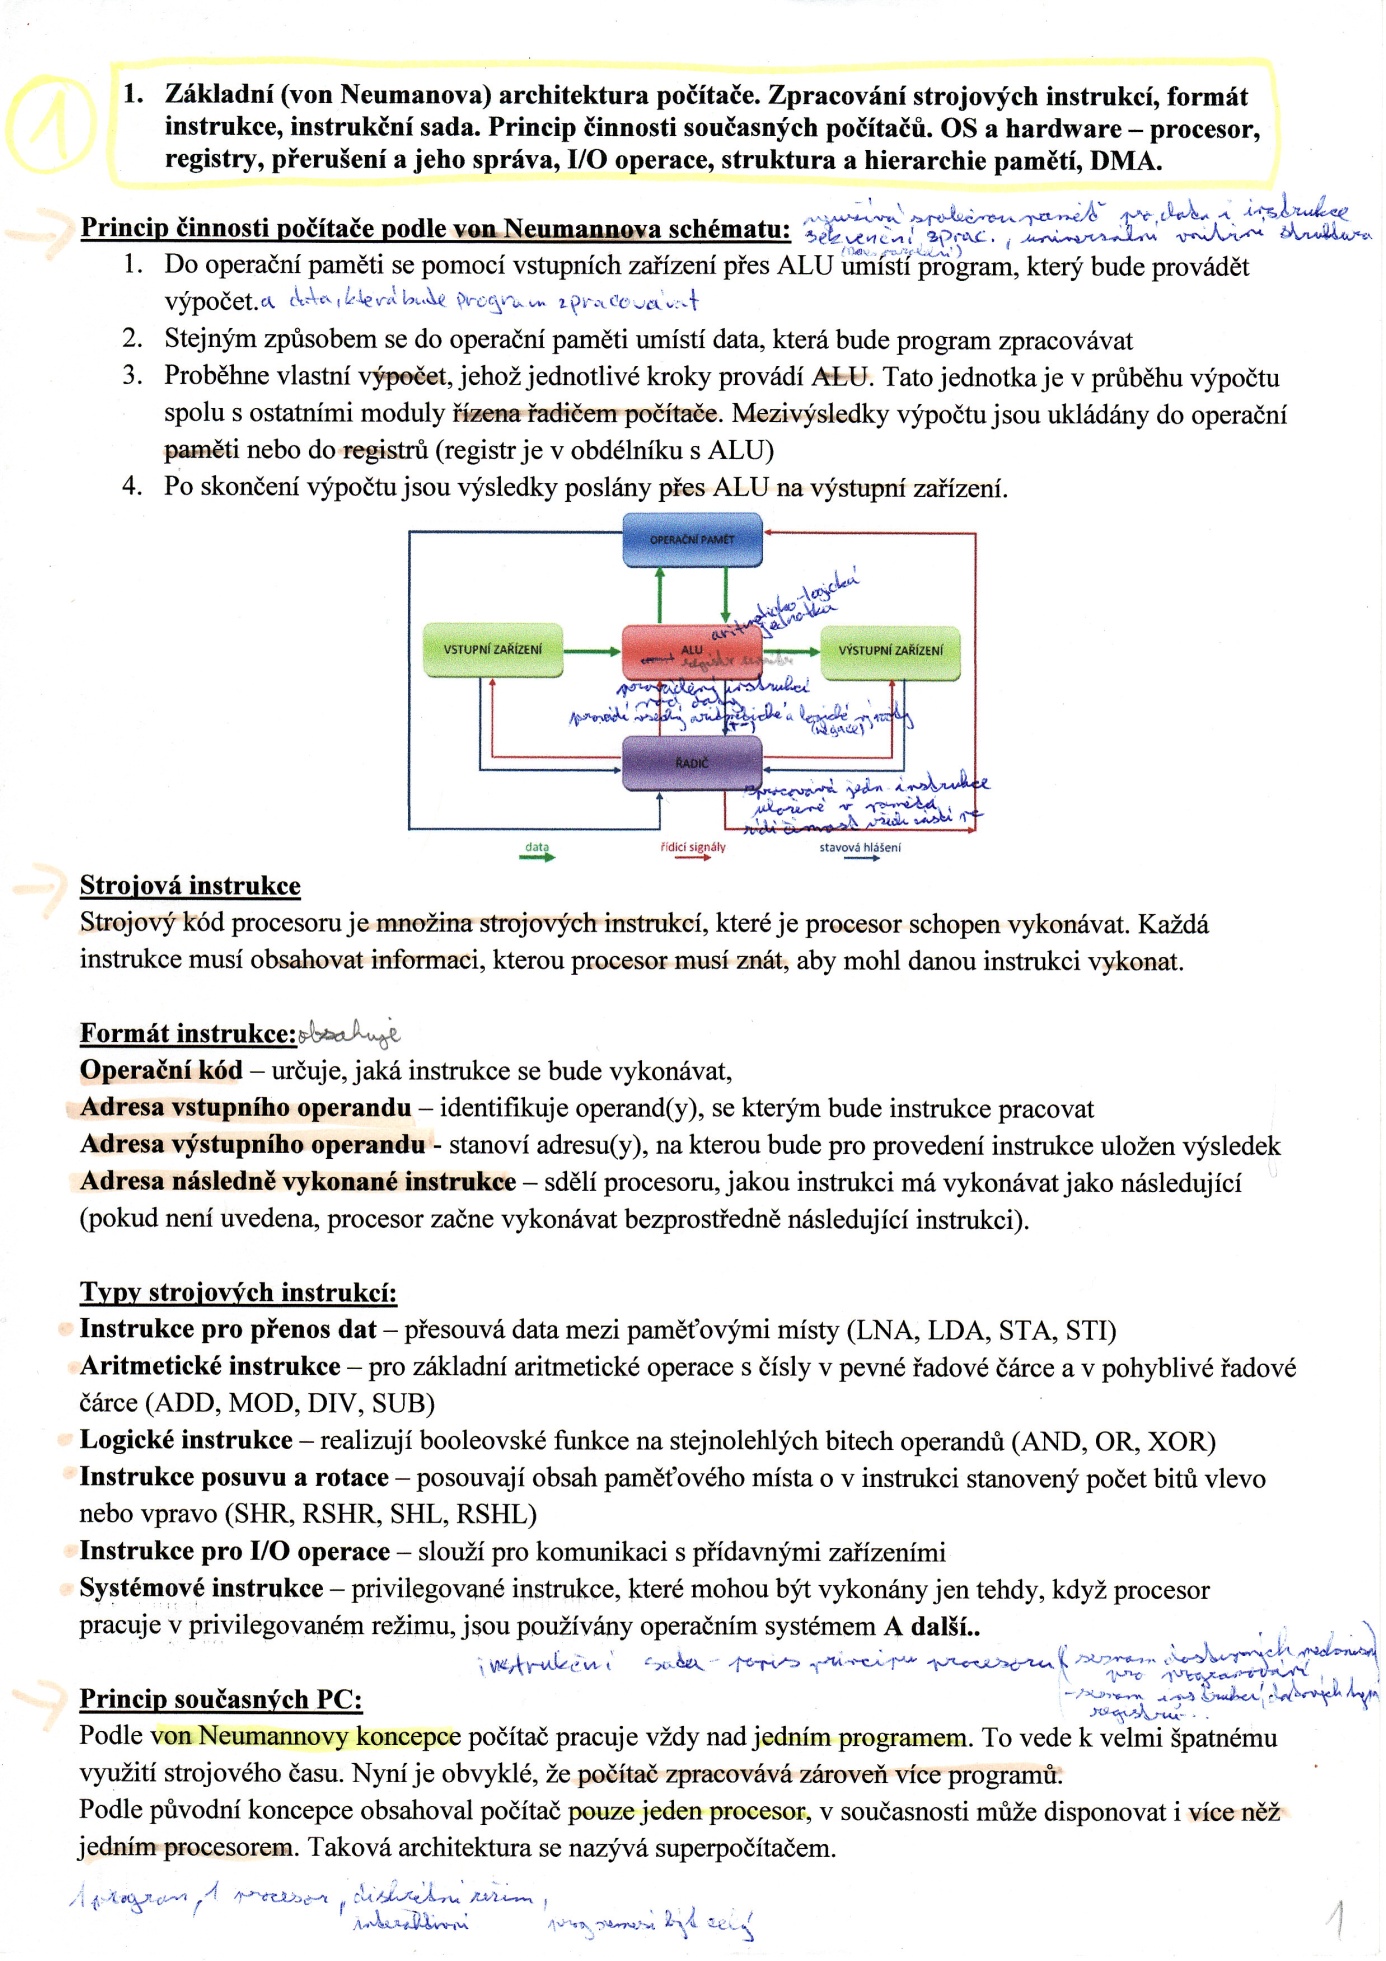 1
1. Základní (von Neumanova) architektura počítače. Zpracování strojových instrukcí, formát
instrukce, instrukční sada. Princip činnosti současných počítačů. OS a hardware – procesor,
registry, přerušení a jeho správa, I/O operace, struktura a hierarchie pamětí, DMA.
Princip činnosti počítače podle von Neumannova schématu:
využívá společnou paměť pro data i instrukce
sekvenční zprac., universální vnitřní struktura
1. Do operační paměti se pomocí vstupních zařízení přes ALU umístí program, který bude provádět
výpočet. a data, která bude program zpracovávat
2. Stejným způsobem se do operační paměti umístí data, která bude program zpracovávat
3. Proběhne vlastní výpočet, jehož jednotlivé kroky provádí ALU. Tato jednotka je v průběhu výpočtu
spolu s ostatními moduly řízena řadičem počítače. Mezivýsledky výpočtu jsou ukládány do operační
paměti nebo do registrů (registr je v obdélníku s ALU)
4. Po skončení výpočtu jsou výsledky poslány přes ALU na výstupní zařízení.
OPERAČNÍ PAMĚT
aritmeticko-logická
jednotka
VSTUPNÍ ZAŘÍZENÍ
ALU
VÝSTUPNÍ ZAŘÍZENÍ
registr
provádění instrukcí
nad daty
provádí všechy aritmetické a logické výrazy
(+-) (negace)
ŘADIČ
zpracovává jedn. instrukce
uložené v paměti a
řídí činnost všech částí
data
řídicí signály
stavová hlášení
Strojová instrukce
Strojový kód procesoru je množina strojových instrukcí, které je procesor schopen vykonávat. Každá
instrukce musí obsahovat informaci, kterou procesor musí znát, aby mohl danou instrukci vykonat.
Formát instrukce: obsahuje
Operační kód – určuje, jaká instrukce se bude vykonávat,
Adresa vstupního operandu – identifikuje operand(y), se kterým bude instrukce pracovat
Adresa výstupního operandu - stanoví adresu(y), na kterou bude pro provedení instrukce uložen výsledek
Adresa následně vykonané instrukce – sdělí procesoru, jakou instrukci má vykonávat jako následující
(pokud není uvedena, procesor začne vykonávat bezprostředně následující instrukci).
Typy strojových instrukcí:
Instrukce pro přenos dat – přesouvá data mezi paměťovými místy (LNA, LDA, STA, STI)
Aritmetické instrukce – pro základní aritmetické operace s čísly v pevné řadové čárce a v pohyblivé řadové
čárce (ADD, MOD, DIV, SUB)
Logické instrukce – realizují booleovské funkce na stejnolehlých bitech operandů (AND, OR, XOR)
Instrukce posuvu a rotace – posouvají obsah paměťového místa o v instrukci stanovený počet bitů vlevo
nebo vpravo (SHR, RSHR, SHL, RSHL)
Instrukce pro I/O operace – slouží pro komunikaci s přídavnými zařízeními
Systémové instrukce – privilegované instrukce, které mohou být vykonány jen tehdy, když procesor
pracuje v privilegovaném režimu, jsou používány operačním systémem A další..
instrukční sada - popis principu procesoru (seznam dostupných
pro programování
- seznam instrukcí, datových typů
registrů...
Princip současných PC:
Podle von Neumannovy koncepce počítač pracuje vždy nad jedním programem. To vede k velmi špatnému
využití strojového času. Nyní je obvyklé, že počítač zpracovává zároveň více programů.
Podle původní koncepce obsahoval počítač pouze jeden procesor, v současnosti může disponovat i více něž
jedním procesorem. Taková architektura se nazývá superpočítačem.
1 program, 1 procesor, diskrétní režim,
interaktivní
1